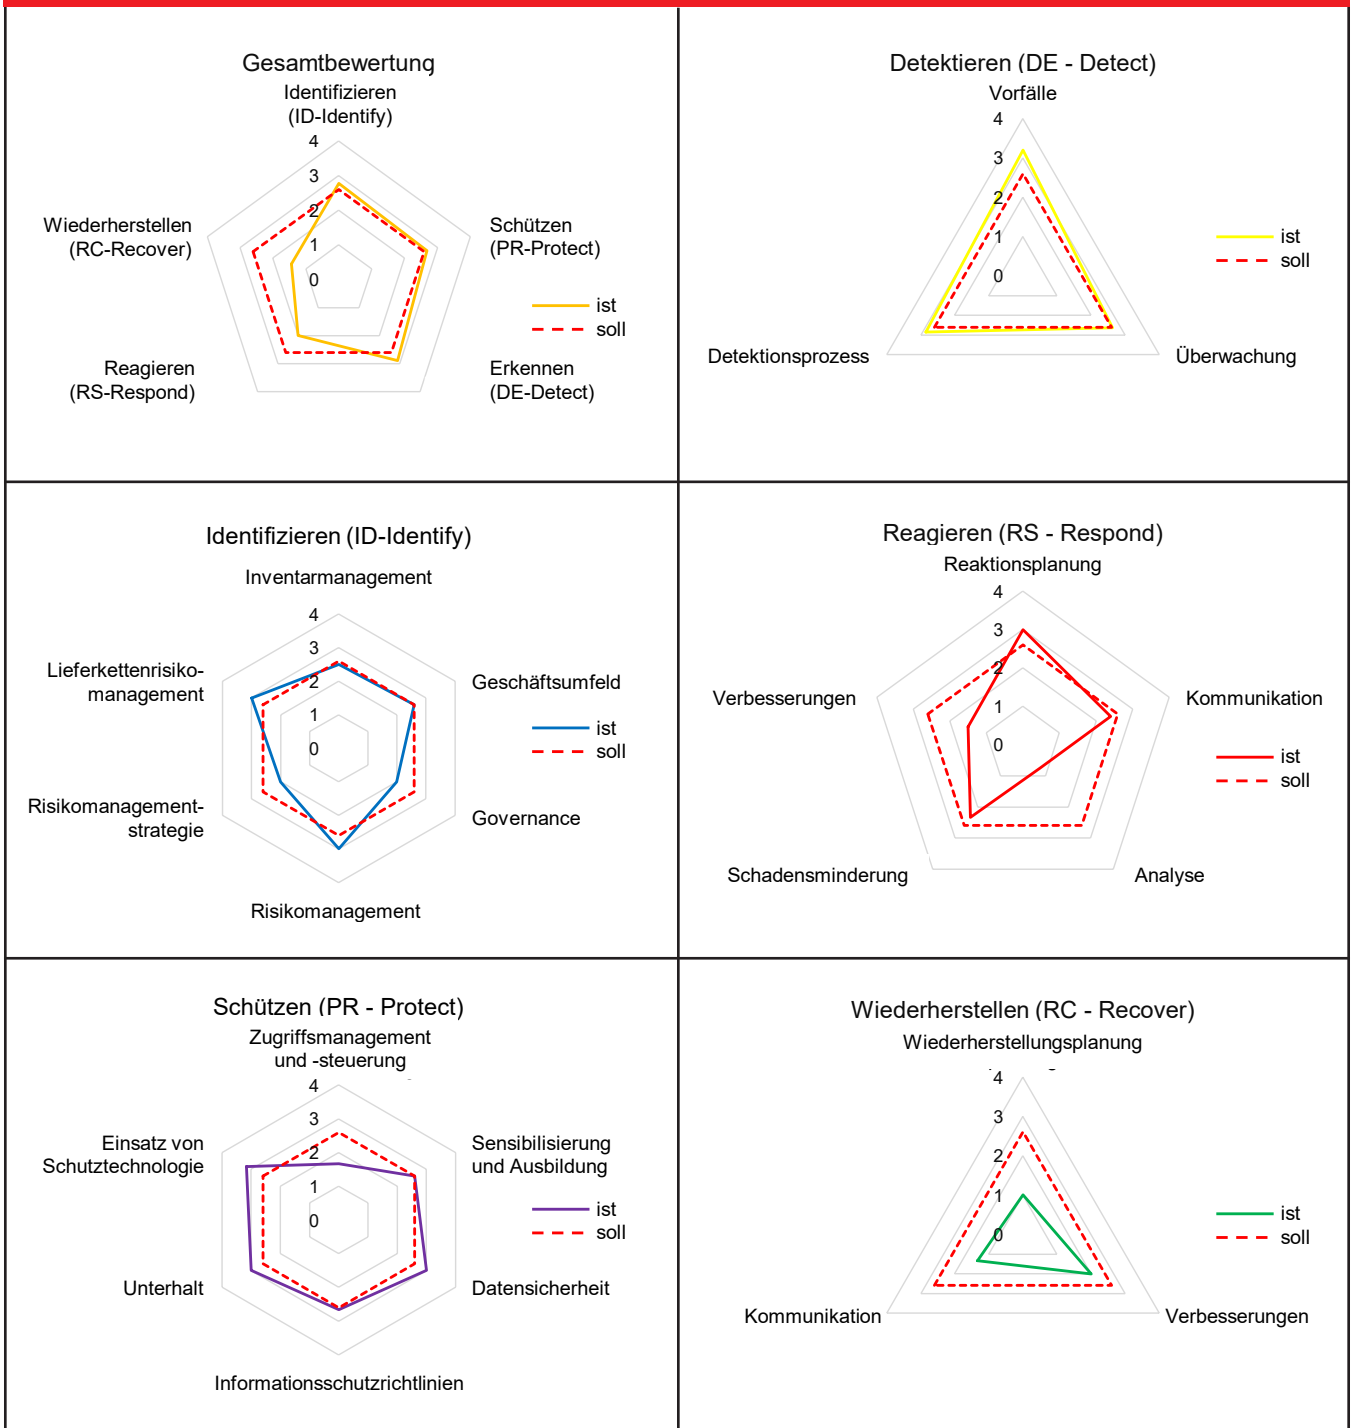 Gesamtbewertung
Identifizieren
(ID-Identify)
4
3
2
1
0
Wiederherstellen
(RC-Recover)
Schützen
(PR-Protect)
Reagieren
(RS-Respond)
Erkennen
(DE-Detect)
ist
soll
Detektieren (DE - Detect)
Vorfälle
4
3
2
1
0
Detektionsprozess
Überwachung
ist
soll
Identifizieren (ID-Identify)
Inventarmanagement
4
3
2
1
0
Lieferkettenrisiko-
management
Geschäftsumfeld
Risikomanagement-
strategie
Governance
Risikomanagement
ist
soll
Reagieren (RS - Respond)
Reaktionsplanung
4
3
2
1
0
Verbesserungen
Kommunikation
Schadensminderung
Analyse
ist
soll
Schützen (PR - Protect)
Zugriffsmanagement
und -steuerung
4
3
2
1
0
Einsatz von
Schutztechnologie
Sensibilisierung
und Ausbildung
Unterhalt
Datensicherheit
Informationsschutzrichtlinien
ist
soll
Wiederherstellen (RC - Recover)
Wiederherstellungsplanung
4
3
2
1
0
Kommunikation
Verbesserungen
ist
soll